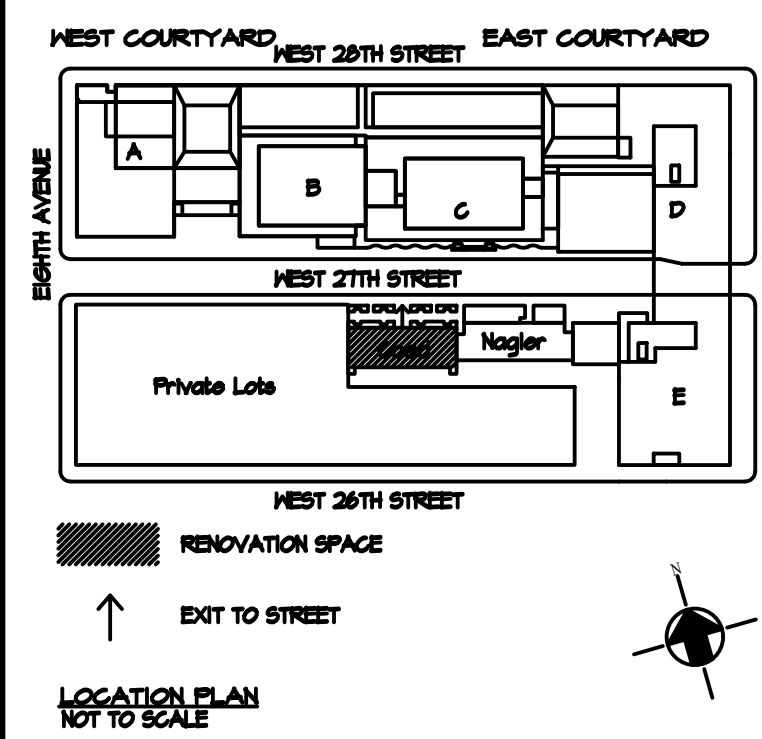 WEST COURTYARD
EAST COURTYARD
WEST 28TH STREET
EIGHTH AVENUE
A
B
C
D
WEST 27TH STREET
Nagler
Private Lots
E
WEST 26TH STREET
RENOVATION SPACE
EXIT TO STREET
N
LOCATION PLAN
NOT TO SCALE